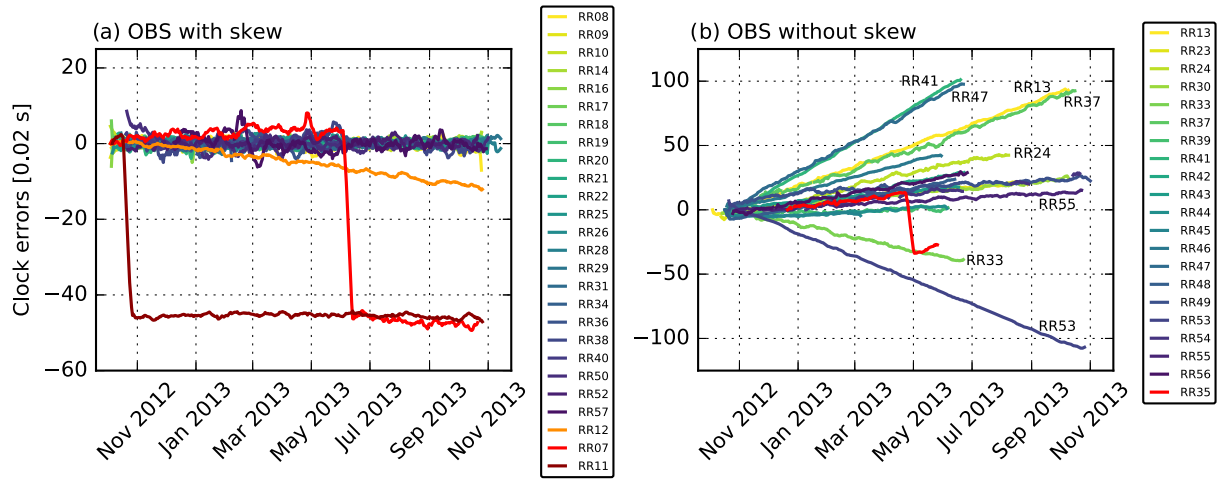 (a) OBS with skew
Clock errors [0.02 s]
20
0
−20
−40
−60
Nov 2012
Jan 2013
Mar 2013
May 2013
Jul 2013
Sep 2013
Nov 2013
RR08
RR09
RR10
RR14
RR16
RR17
RR18
RR19
RR20
RR21
RR22
RR25
RR26
RR28
RR29
RR31
RR34
RR36
RR38
RR40
RR50
RR52
RR57
RR12
RR07
RR11
(b) OBS without skew
100
50
0
−50
−100
RR41
RR47
RR13
RR37
RR24
RR55
RR33
RR53
Nov 2012
Jan 2013
Mar 2013
May 2013
Jul 2013
Sep 2013
Nov 2013
RR13
RR23
RR24
RR30
RR33
RR37
RR39
RR41
RR42
RR43
RR44
RR45
RR46
RR47
RR48
RR49
RR53
RR54
RR55
RR56
RR35